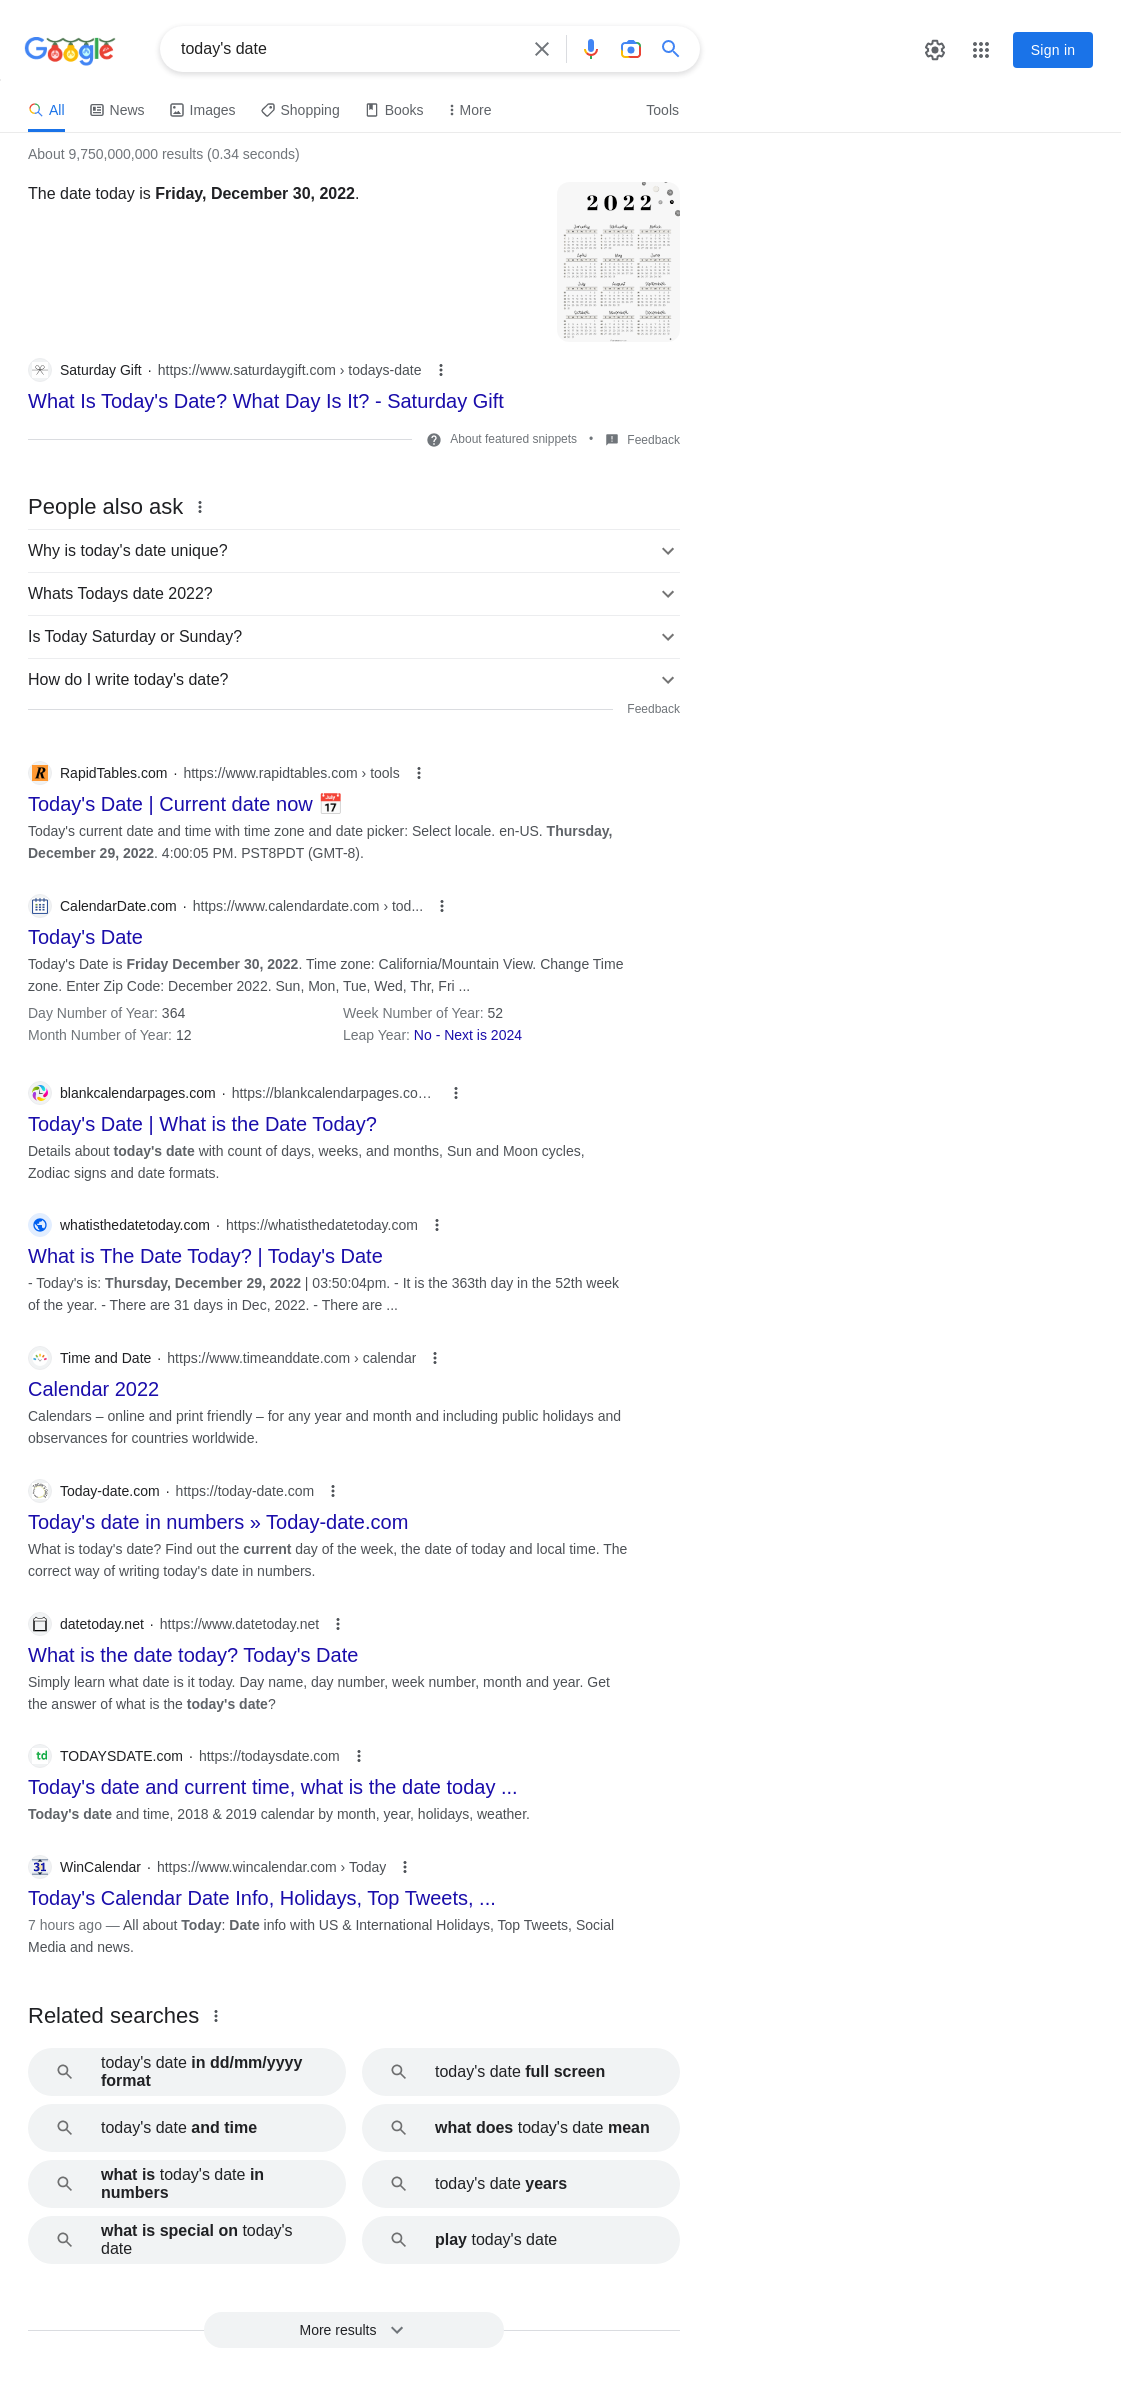 Google
today's date
Sign in
All
News
Images
Shopping
Books
More
Tools
About 9,750,000,000 results (0.34 seconds)
The date today is Friday, December 30, 2022.
2022
Saturday Gift · https://www.saturdaygift.com › todays-date
What Is Today's Date? What Day Is It? - Saturday Gift
About featured snippets • Feedback
People also ask
Why is today's date unique?
Whats Todays date 2022?
Is Today Saturday or Sunday?
How do I write today's date?
Feedback
RapidTables.com · https://www.rapidtables.com › tools
Today's Date | Current date now 📅
Today's current date and time with time zone and date picker: Select locale. en-US. Thursday,
December 29, 2022. 4:00:05 PM. PST8PDT (GMT-8).
CalendarDate.com · https://www.calendardate.com › tod...
Today's Date
Today's Date is Friday December 30, 2022. Time zone: California/Mountain View. Change Time
zone. Enter Zip Code: December 2022. Sun, Mon, Tue, Wed, Thr, Fri ...
Day Number of Year: 364 Week Number of Year: 52
Month Number of Year: 12 Leap Year: No - Next is 2024
blankcalendarpages.com · https://blankcalendarpages.co…
Today's Date | What is the Date Today?
Details about today's date with count of days, weeks, and months, Sun and Moon cycles,
Zodiac signs and date formats.
whatisthedatetoday.com · https://whatisthedatetoday.com
What is The Date Today? | Today's Date
- Today's is: Thursday, December 29, 2022 | 03:50:04pm. - It is the 363th day in the 52th week
of the year. - There are 31 days in Dec, 2022. - There are ...
Time and Date · https://www.timeanddate.com › calendar
Calendar 2022
Calendars – online and print friendly – for any year and month and including public holidays and
observances for countries worldwide.
Today-date.com · https://today-date.com
Today's date in numbers » Today-date.com
What is today's date? Find out the current day of the week, the date of today and local time. The
correct way of writing today's date in numbers.
datetoday.net · https://www.datetoday.net
What is the date today? Today's Date
Simply learn what date is it today. Day name, day number, week number, month and year. Get
the answer of what is the today's date?
td TODAYSDATE.com · https://todaysdate.com
Today's date and current time, what is the date today ...
Today's date and time, 2018 & 2019 calendar by month, year, holidays, weather.
31 WinCalendar · https://www.wincalendar.com › Today
Today's Calendar Date Info, Holidays, Top Tweets, ...
7 hours ago — All about Today: Date info with US & International Holidays, Top Tweets, Social
Media and news.
Related searches
today's date in dd/mm/yyyy
format
today's date full screen
today's date and time
what does today's date mean
what is today's date in
numbers
today's date years
what is special on today's
date
play today's date
More results